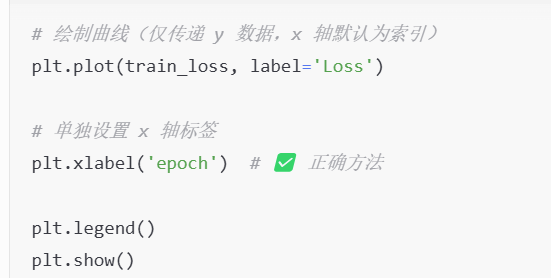 # 绘制曲线（仅传递 y 数据，x 轴默认为索引）
plt.plot(train_loss, label='Loss')
# 单独设置 x 轴标签
plt.xlabel('epoch')  # ✅ 正确方法
plt.legend()
plt.show()